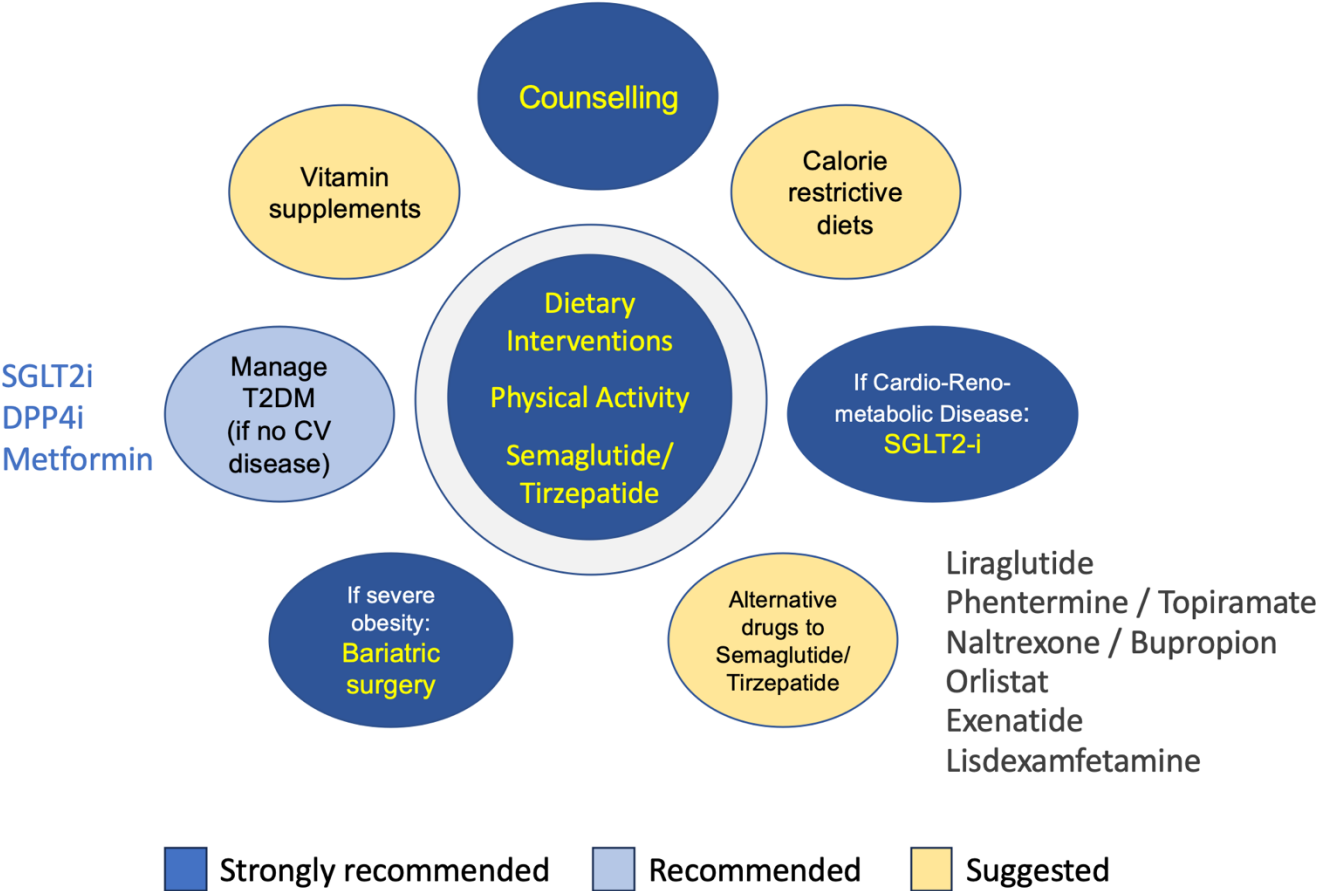 Counselling
Vitamin
supplements
Calorie
restrictive
diets
Dietary
Interventions
Physical Activity
Semaglutide/
Tirzepatide
SGLT2i
DPP4i
Metformin
Manage
T2DM
(if no CV
disease)
If Cardio-Reno-
metabolic Disease:
SGLT2-i
If severe
obesity:
Bariatric
surgery
Alternative
drugs to
Semaglutide/
Tirzepatide
Liraglutide
Phentermine / Topiramate
Naltrexone / Bupropion
Orlistat
Exenatide
Lisdexamfetamine
Strongly recommended
Recommended
Suggested